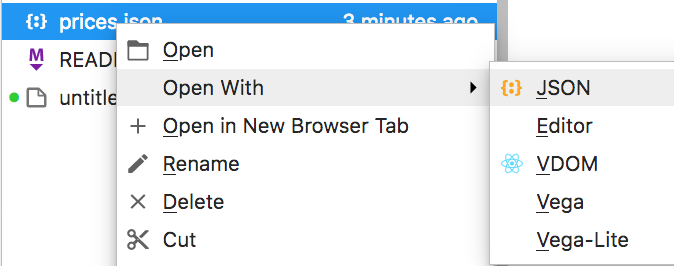 prices.json 3 minutes ago
Open
READ
Open With
JSON
untitle
Open in New Browser Tab
Editor
Rename
VDOM
Delete
Vega
Cut
Vega-Lite